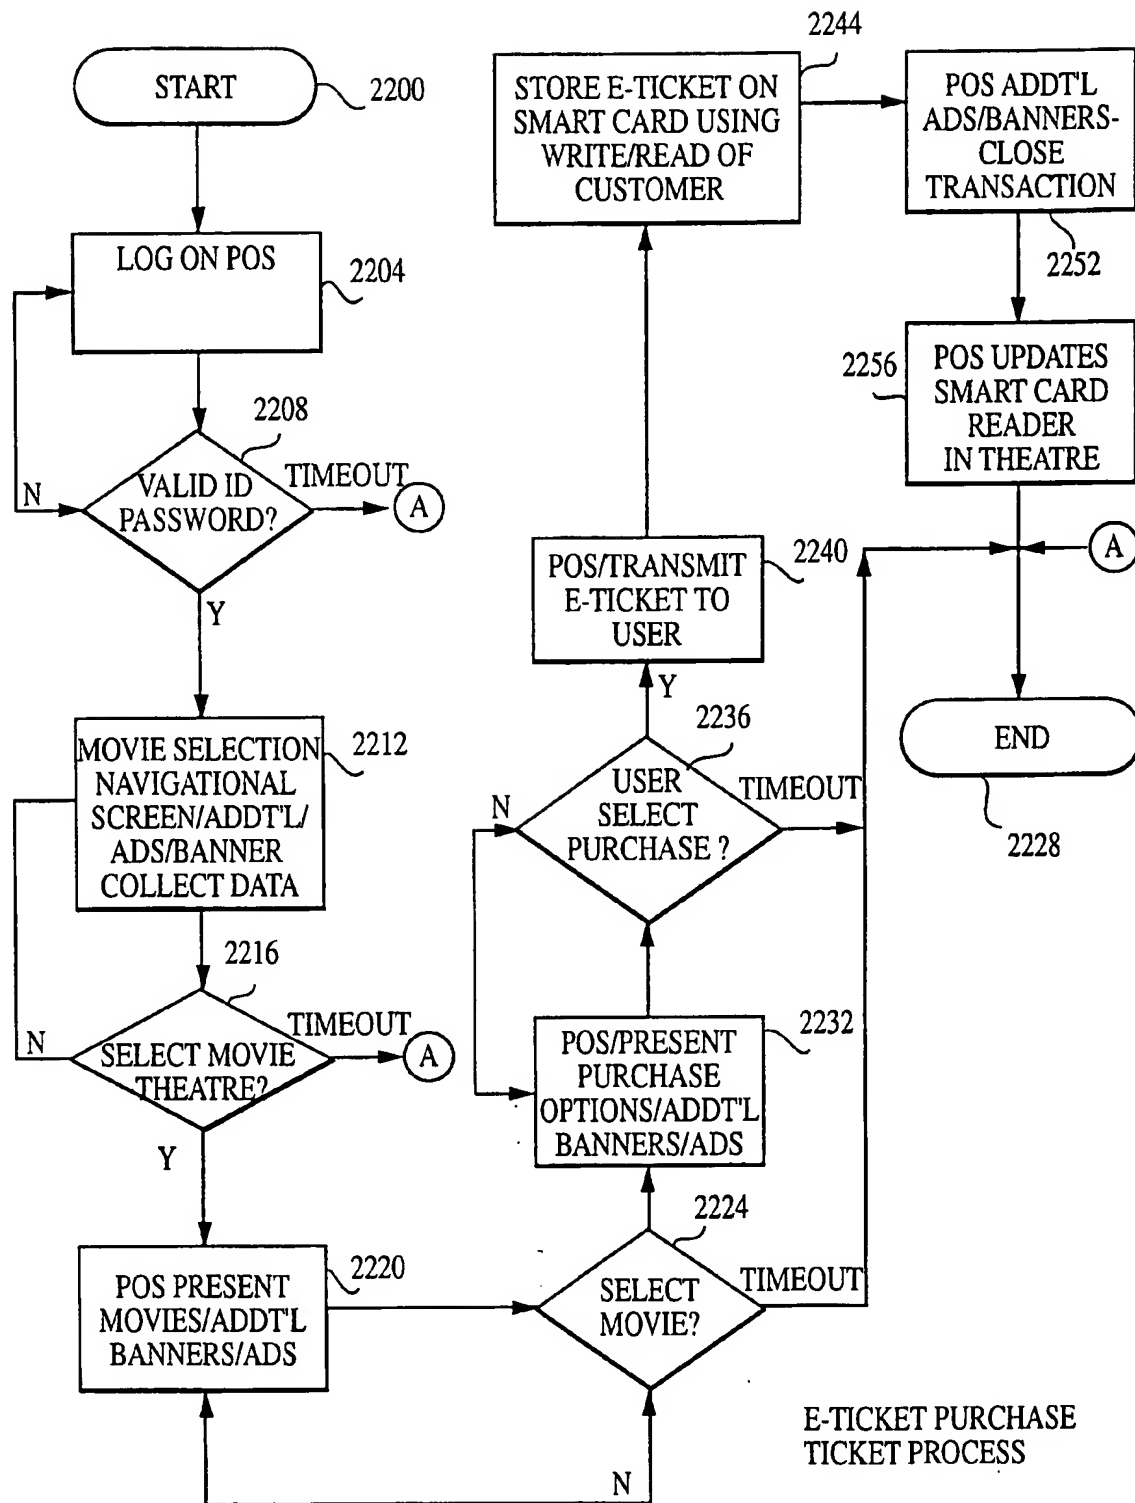 START
2200
LOG ON POS
2204
2208
VALID ID
PASSWORD?
N
TIMEOUT
A
Y
MOVIE SELECTION
NAVIGATIONAL
SCREEN/ADDT'L/
ADS/BANNER
COLLECT DATA
2212
2216
SELECT MOVIE
THEATRE?
N
TIMEOUT
A
Y
POS PRESENT
MOVIES/ADDT'L
BANNERS/ADS
2220
N
2224
SELECT
MOVIE?
TIMEOUT
POS/PRESENT
PURCHASE
OPTIONS/ADDT'L
BANNERS/ADS
2232
2236
USER
SELECT
PURCHASE ?
N
TIMEOUT
Y
POS/TRANSMIT
E-TICKET TO
USER
2240
STORE E-TICKET ON
SMART CARD USING
WRITE/READ OF
CUSTOMER
2244
POS ADDT'L
ADS/BANNERS-
CLOSE
TRANSACTION
2252
2256
POS UPDATES
SMART CARD
READER
IN THEATRE
A
END
2228
E-TICKET PURCHASE
TICKET PROCESS